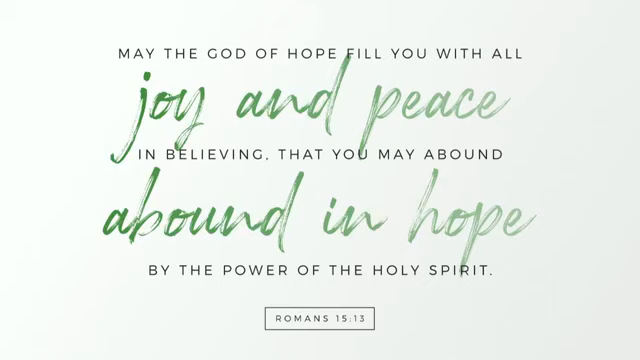 MAY THE GOD OF HOPE FILL YOU WITH ALL
joy and peace
IN BELIEVING, THAT YOU MAY ABOUND
abound in hope
BY THE POWER OF THE HOLY SPIRIT.
ROMANS 15:13